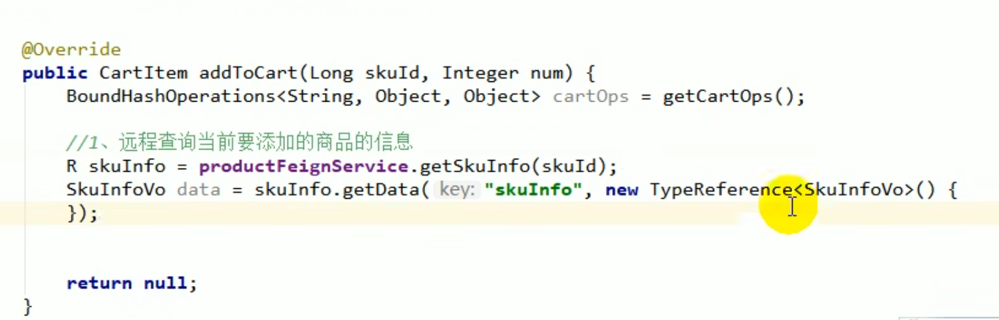 @Override
public CartItem addToCart(Long skuId, Integer num) {
BoundHashOperations<String, Object, Object> cartOps = getCartOps();
//1、远程查询当前要添加的商品的信息
R skuInfo = productFeignService.getSkuInfo(skuId);
SkuInfoVo data = skuInfo.getData( key: "skuInfo", new TypeReference<SkuInfoVo>() {
});
return null;
}